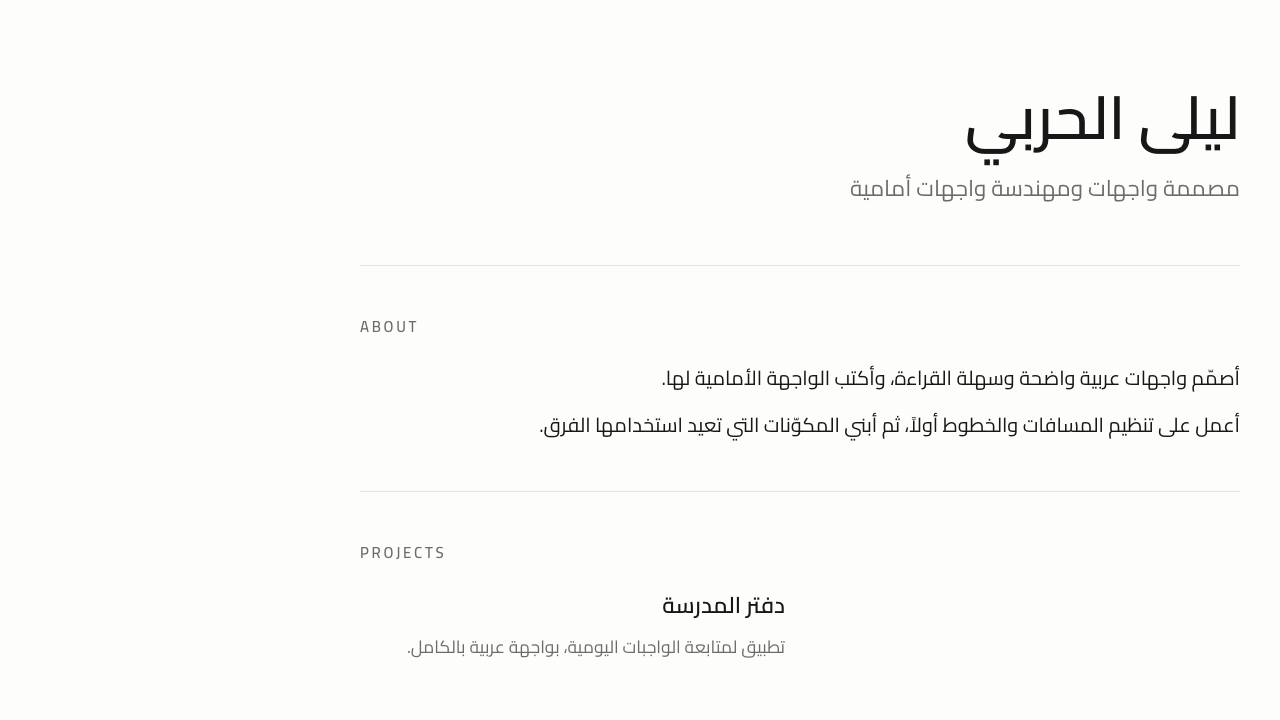 ليلى الحربي
مصممة واجهات ومهندسة واجهات أمامية
ABOUT
أصمّم واجهات عربية واضحة وسهلة القراءة، وأكتب الواجهة الأمامية لها.
أعمل على تنظيم المسافات والخطوط أولاً، ثم أبني المكوّنات التي تعيد استخدامها الفرق.
PROJECTS
دفتر المدرسة
تطبيق لمتابعة الواجبات اليومية، بواجهة عربية بالكامل.